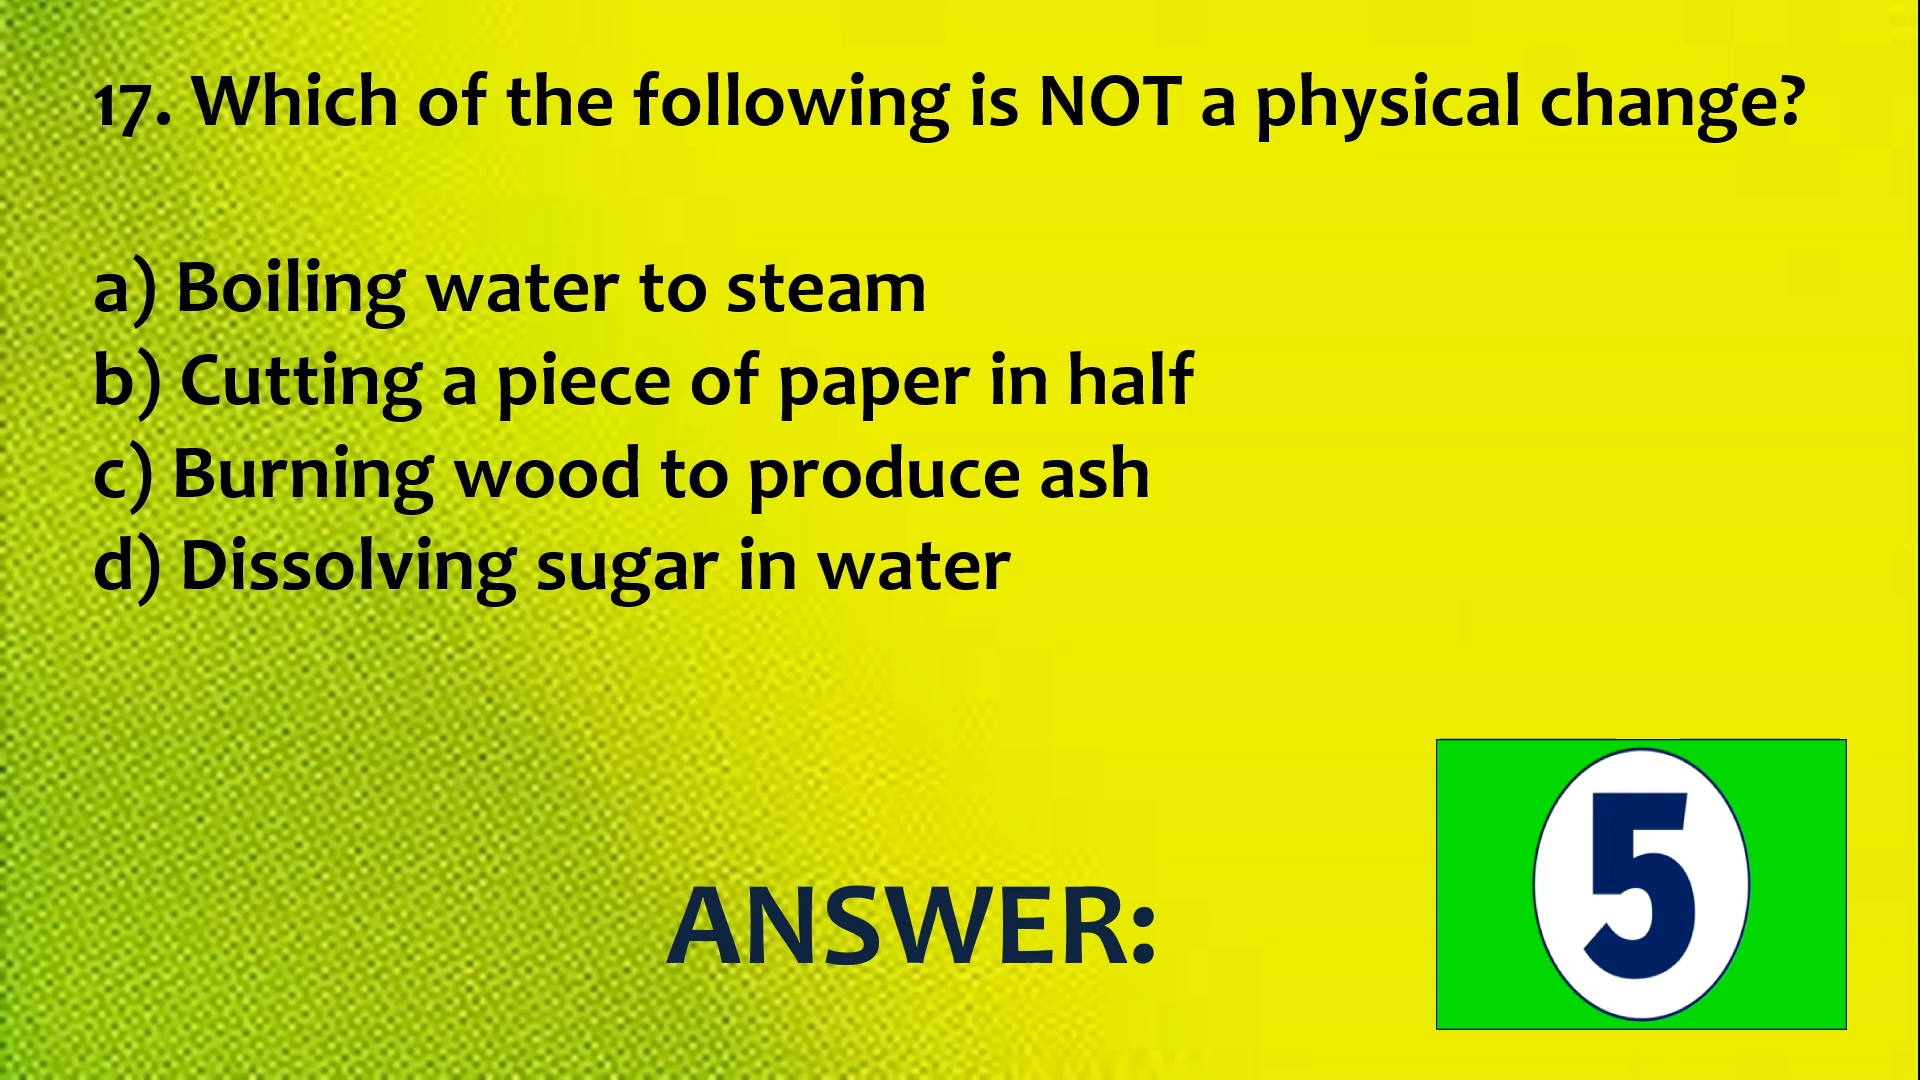 17. Which of the following is NOT a physical change?
a) Boiling water to steam
b) Cutting a piece of paper in half
c) Burning wood to produce ash
d) Dissolving sugar in water
ANSWER:
5